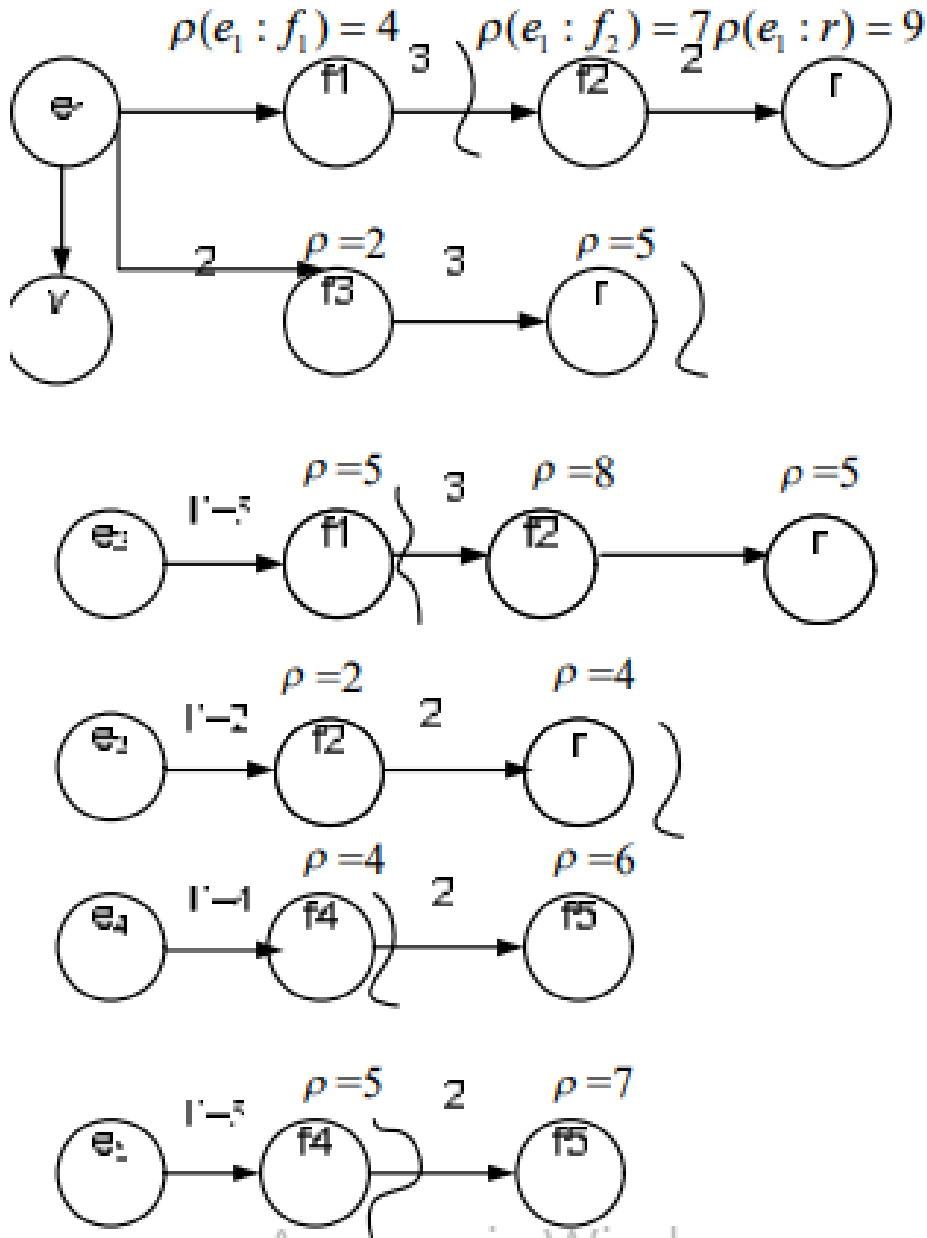 ρ(e₁ : f₁) = 4 3 ρ(e₁ : f₂) = 7 2 ρ(e₁ : r) = 9
f1 f2 r
2 ρ =2 3 ρ =5
v f3 r
ρ =5 3 ρ =8 ρ =5
f1 f2 r
ρ =2 2 ρ =4
f2 r
ρ =4 2 ρ =6
e₄ f4 f5
ρ =5 2 ρ =7
f4 f5